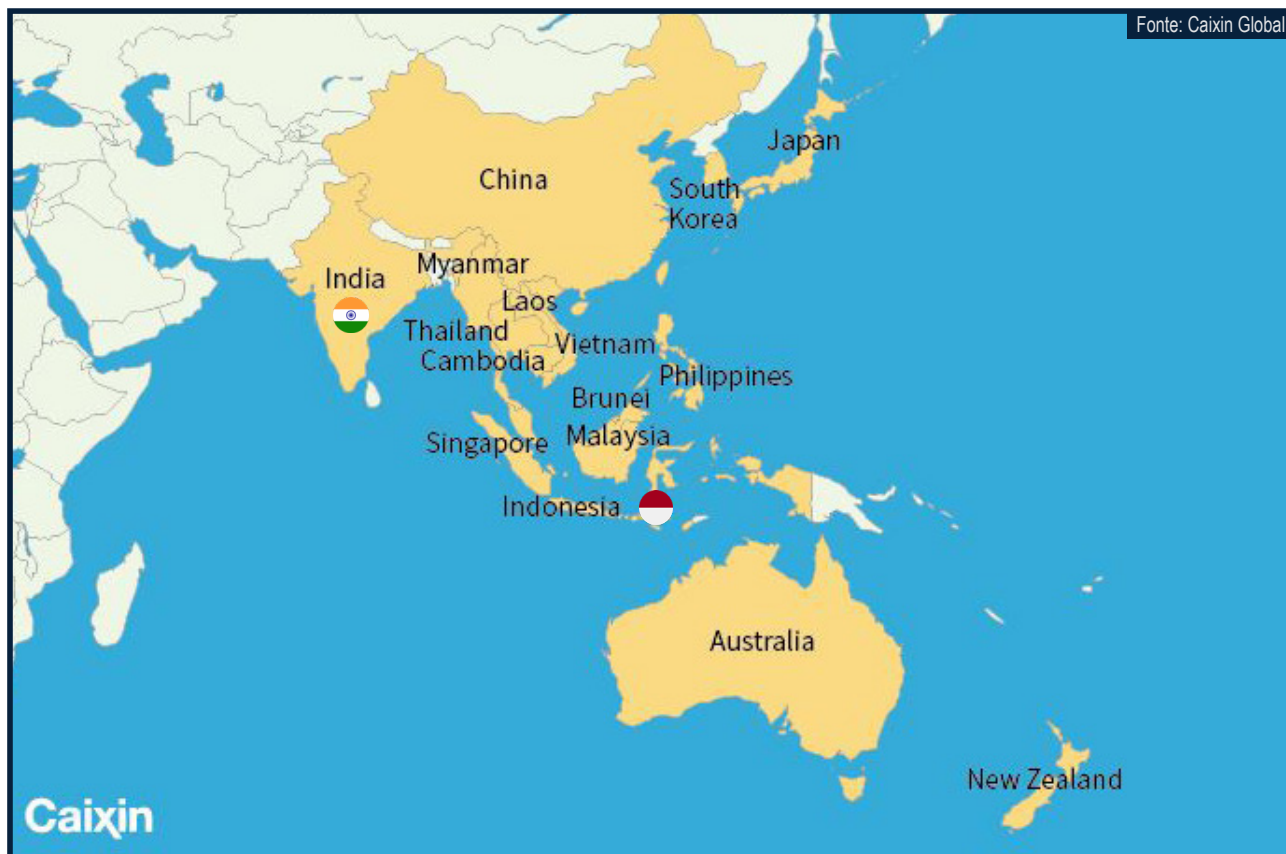 Fonte: Caixin Global
Japan
China
South
Korea
Myanmar
India
Laos
Thailand
Vietnam
Cambodia
Philippines
Brunei
Malaysia
Singapore
Indonesia
Australia
New Zealand
Caixin